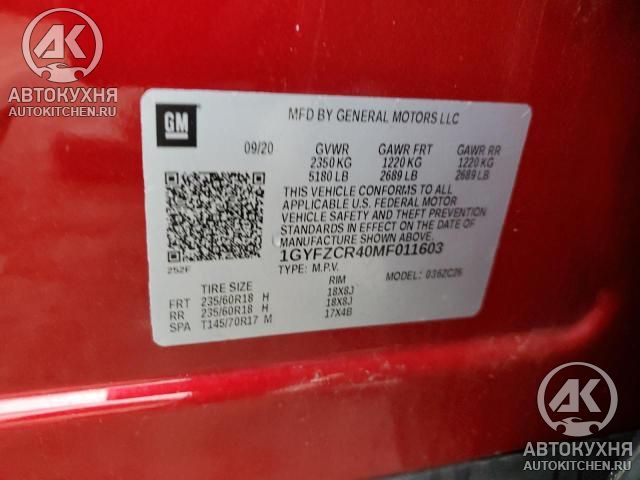 АК
АВТОКУХНЯ
AUTOKITCHEN.RU
GM
MFD BY GENERAL MOTORS LLC
09/20 GVWR GAWR FRT GAWR RR
2350 KG 1220 KG 1220 KG
5180 LB 2689 LB 2689 LB
THIS VEHICLE CONFORMS TO ALL
APPLICABLE U.S. FEDERAL MOTOR
VEHICLE SAFETY AND THEFT PREVENTION
STANDARDS IN EFFECT ON THE DATE OF
MANUFACTURE SHOWN ABOVE.
252F
1GYFZCR40MF011603
TYPE: M.P.V. MODEL: 0362C26
TIRE SIZE RIM
FRT 235/60R18 H 18X8J
RR 235/60R18 H 18X8J
SPA T145/70R17 M 17X4B
АК
АВТОКУХНЯ
AUTOKITCHEN.RU